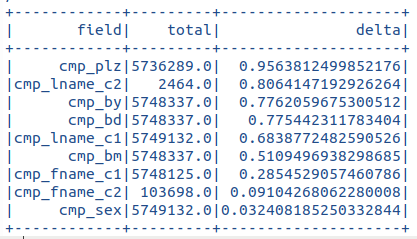 +------------+---------+--------------------+
|       field|    total|               delta|
+------------+---------+--------------------+
|     cmp_plz|5736289.0|  0.9563812499852176|
|cmp_lname_c2|   2464.0|  0.8064147192926264|
|      cmp_by|5748337.0|  0.7762059675300512|
|      cmp_bd|5748337.0|   0.775442311783404|
|cmp_lname_c1|5749132.0|  0.6838772482590526|
|      cmp_bm|5748337.0|  0.5109496938298685|
|cmp_fname_c1|5748125.0|  0.2854529057460786|
|cmp_fname_c2| 103698.0| 0.09104268062280008|
|     cmp_sex|5749132.0|0.032408185250332844|
+------------+---------+--------------------+